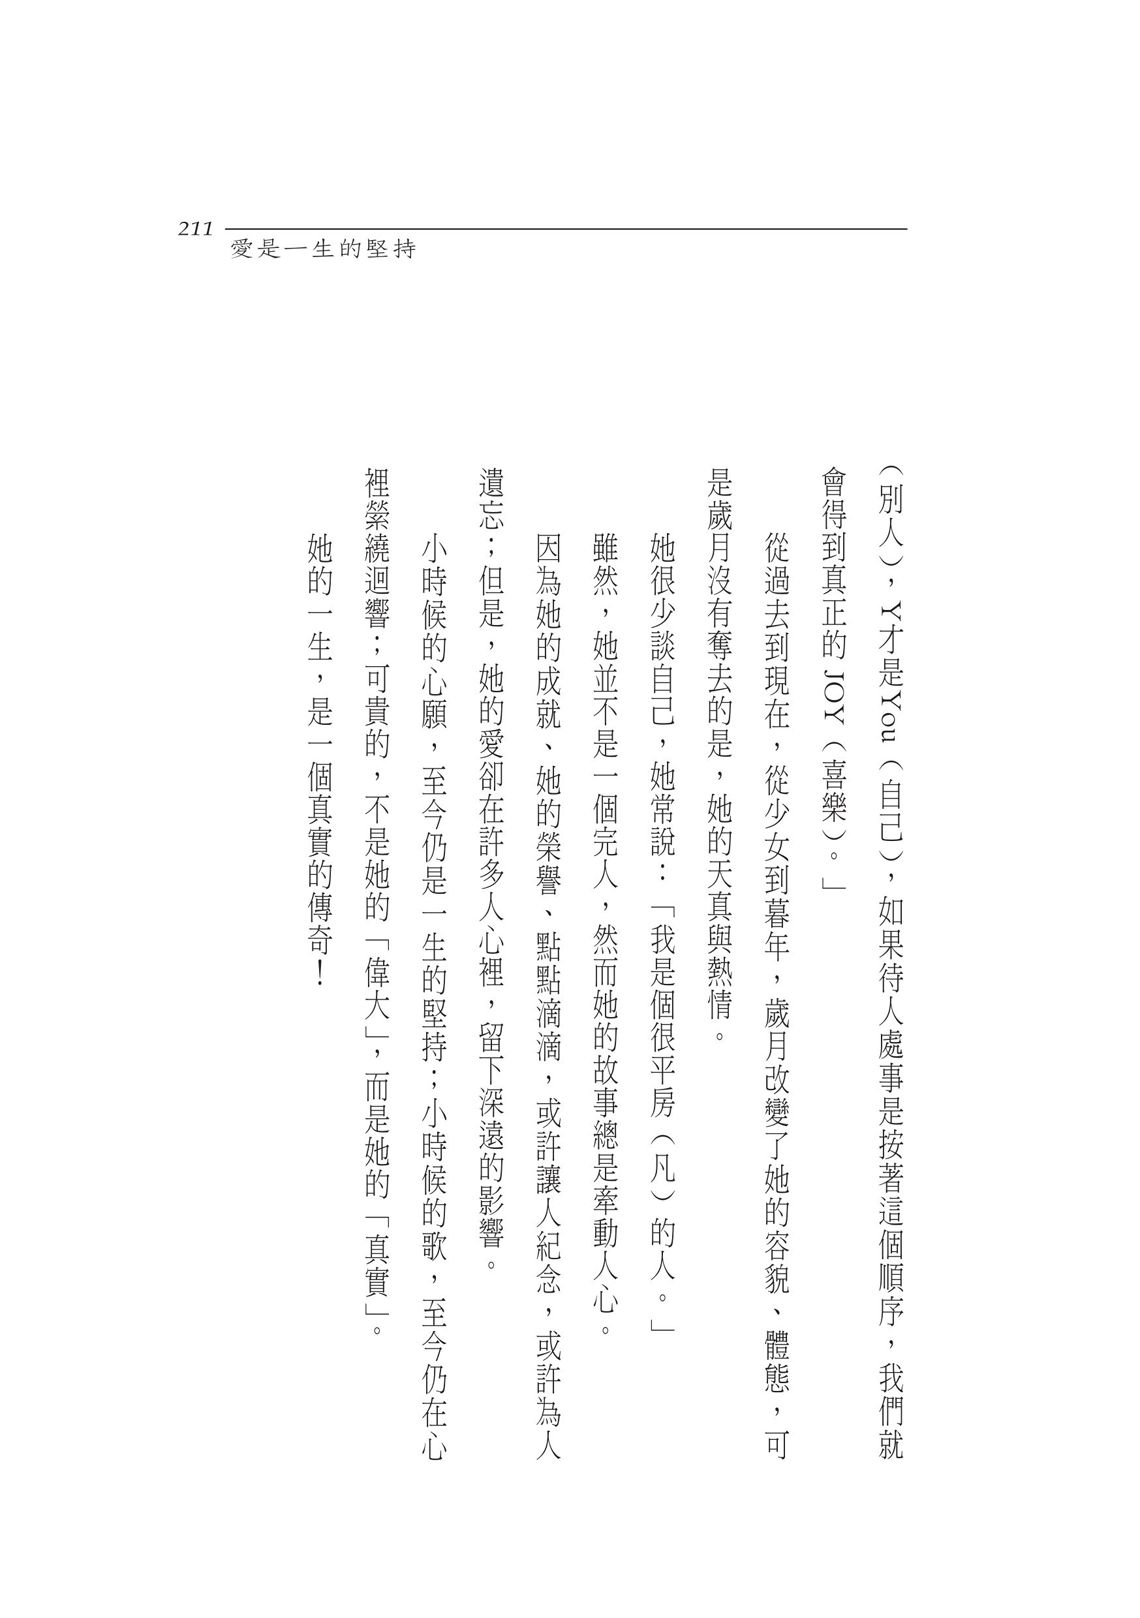 211
愛是一生的堅持
（別人），Y才是You（自己），如果待人處事是按著這個順序，我們就
會得到真正的 JOY（喜樂）。」
從過去到現在，從少女到暮年，歲月改變了她的容貌、體態，可
是歲月沒有奪去的是，她的天真與熱情。
她很少談自己，她常說：「我是個很平房（凡）的人。」
雖然，她並不是一個完人，然而她的故事總是牽動人心。
因為她的成就、她的榮譽、點點滴滴，或許讓人紀念，或許為人
遺忘；但是，她的愛卻在許多人心裡，留下深遠的影響。
小時候的心願，至今仍是一生的堅持；小時候的歌，至今仍在心
裡縈繞迴響；可貴的，不是她的「偉大」，而是她的「真實」。
她的一生，是一個真實的傳奇！